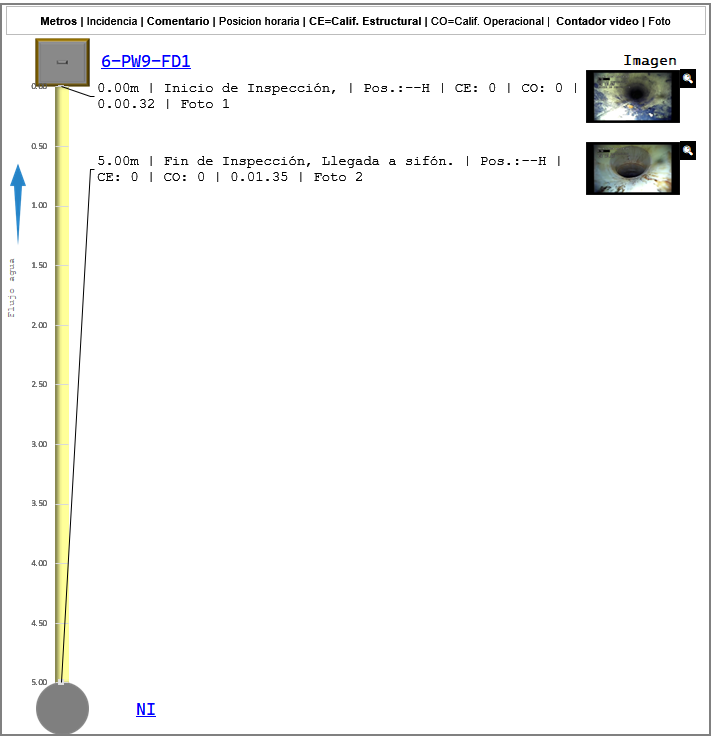 Metros | Incidencia | Comentario | Posicion horaria | CE=Calif. Estructural | CO=Calif. Operacional | Contador video | Foto
6-PW9-FD1
Imagen
0.00m | Inicio de Inspección, | Pos.:--H | CE: 0 | CO: 0 |
0.00.32 | Foto 1
5.00m | Fin de Inspección, Llegada a sifón. | Pos.:--H |
CE: 0 | CO: 0 | 0.01.35 | Foto 2
Flujo agua
0.00
0.50
1.00
1.50
2.00
2.50
3.00
3.50
4.00
4.50
5.00
NI